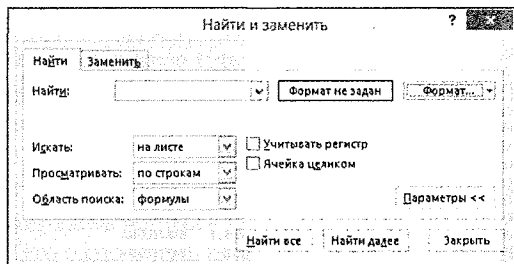 Найти и заменить ?
Найти Заменить
Найти: Формат не задан Формат...
Искать: на листе Учитывать регистр
Просматривать: по строкам Ячейка целиком
Область поиска: формулы Параметры <<
Найти все Найти далее Закрыть